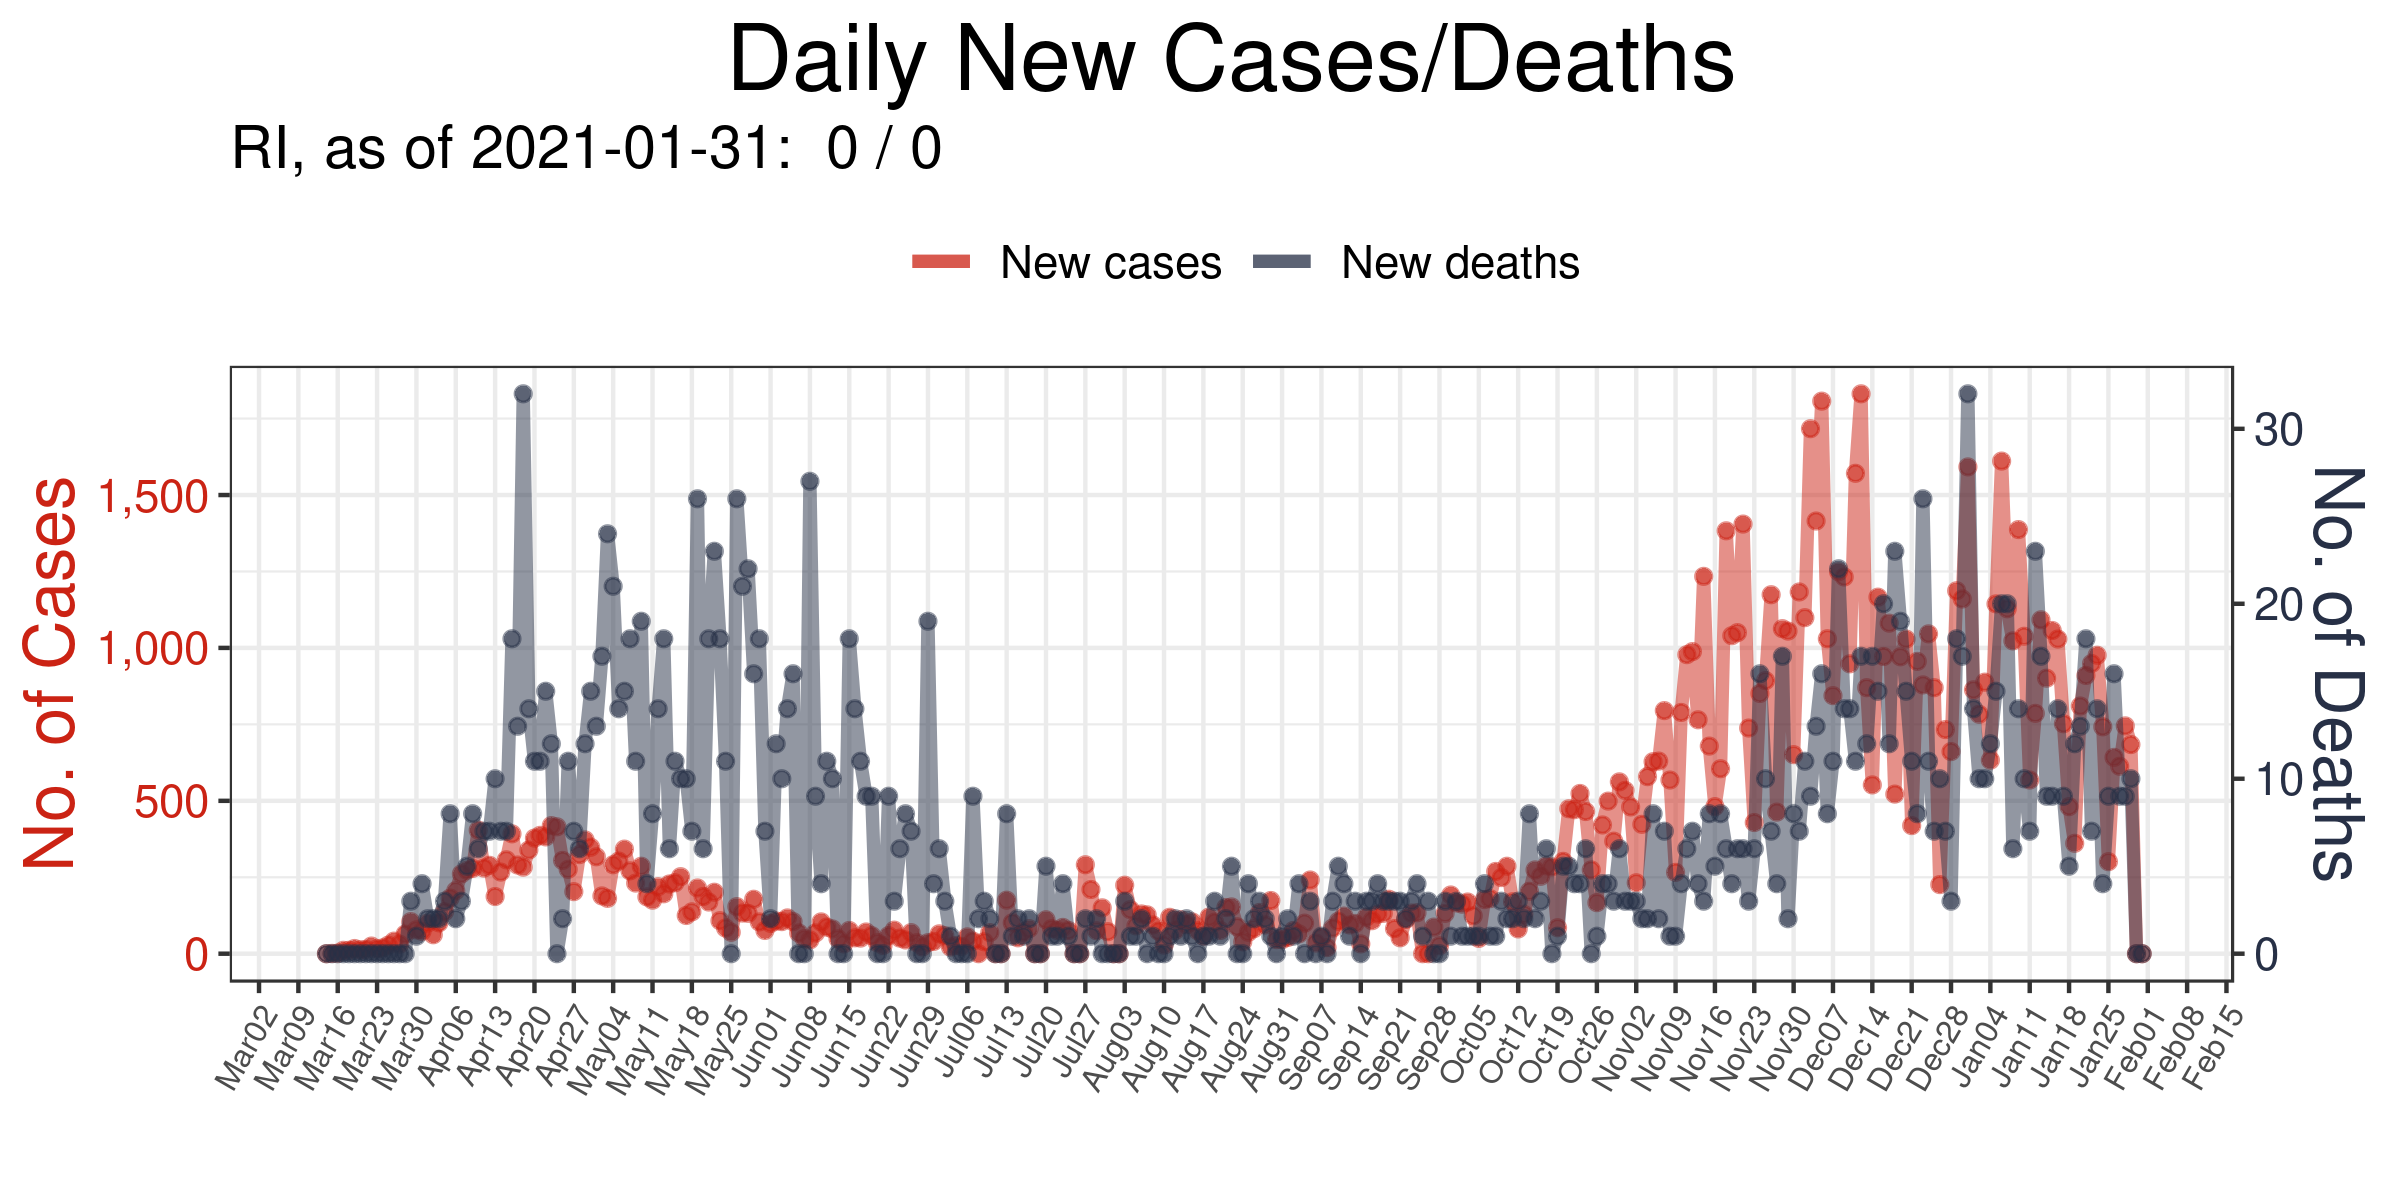 Daily New Cases/Deaths
RI, as of 2021-01-31: 0 / 0
New cases
New deaths
No. of Cases
1,500
1,000
500
0
30
20
10
0
No. of Deaths
Mar02
Mar09
Mar16
Mar23
Mar30
Apr06
Apr13
Apr20
Apr27
May04
May11
May18
May25
Jun01
Jun08
Jun15
Jun22
Jun29
Jul06
Jul13
Jul20
Jul27
Aug03
Aug10
Aug17
Aug24
Aug31
Sep07
Sep14
Sep21
Sep28
Oct05
Oct12
Oct19
Oct26
Nov02
Nov09
Nov16
Nov23
Nov30
Dec07
Dec14
Dec21
Dec28
Jan04
Jan11
Jan18
Jan25
Feb01
Feb08
Feb15